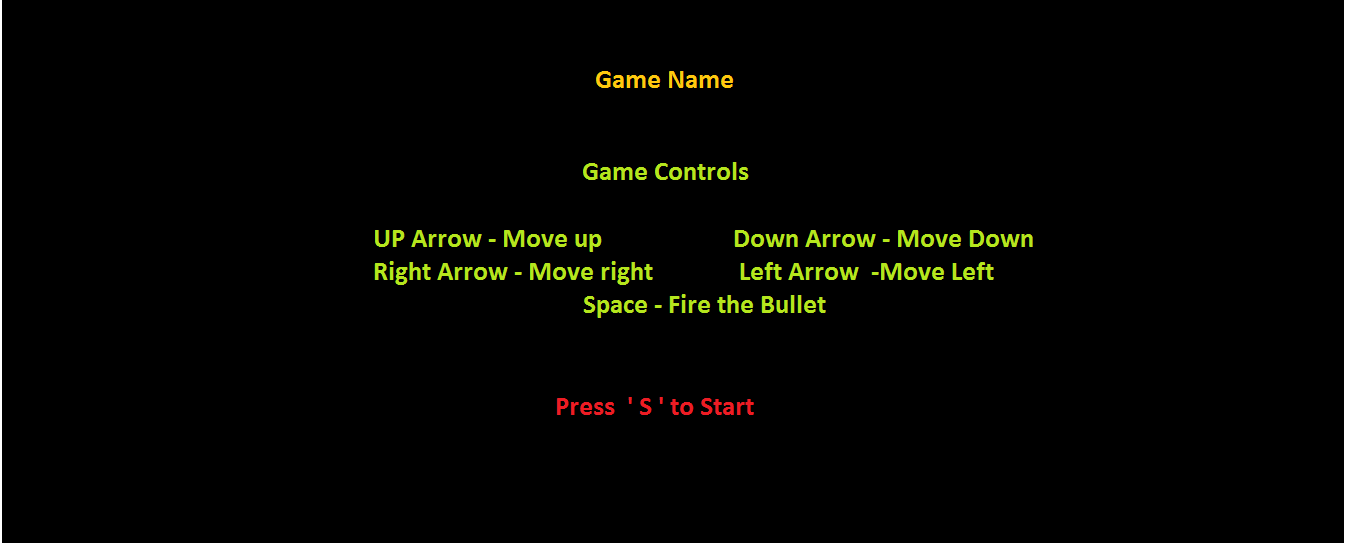 Game Name
Game Controls
UP Arrow - Move up Down Arrow - Move Down
Right Arrow - Move right Left Arrow -Move Left
Space - Fire the Bullet
Press ' S ' to Start